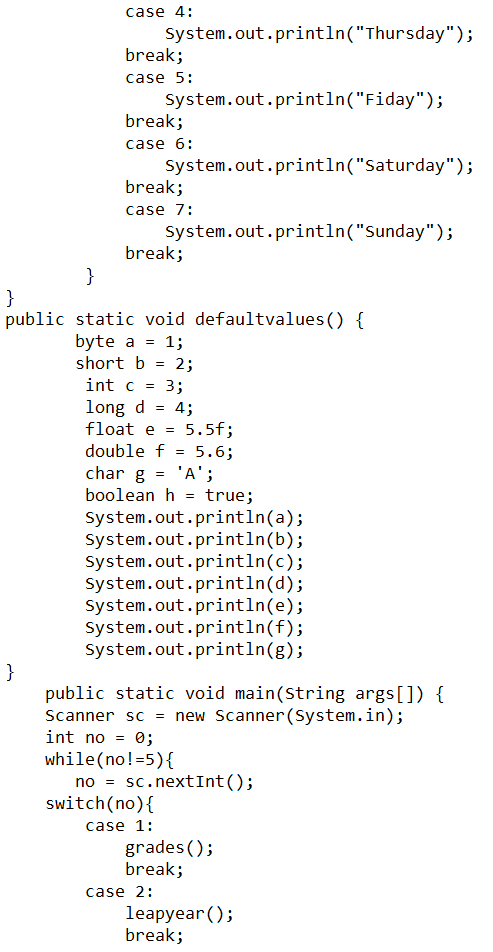 case 4:
                System.out.println("Thursday");
            break;
            case 5:
                System.out.println("Fiday");
            break;
            case 6:
                System.out.println("Saturday");
            break;
            case 7:
                System.out.println("Sunday");
            break;
        }
}
public static void defaultvalues() {
       byte a = 1;
       short b = 2;
        int c = 3;
        long d = 4;
        float e = 5.5f;
        double f = 5.6;
        char g = 'A';
        boolean h = true;
        System.out.println(a);
        System.out.println(b);
        System.out.println(c);
        System.out.println(d);
        System.out.println(e);
        System.out.println(f);
        System.out.println(g);
}
    public static void main(String args[]) {
    Scanner sc = new Scanner(System.in);
    int no = 0;
    while(no!=5){
       no = sc.nextInt();
    switch(no){
        case 1:
            grades();
            break;
        case 2:
            leapyear();
            break;